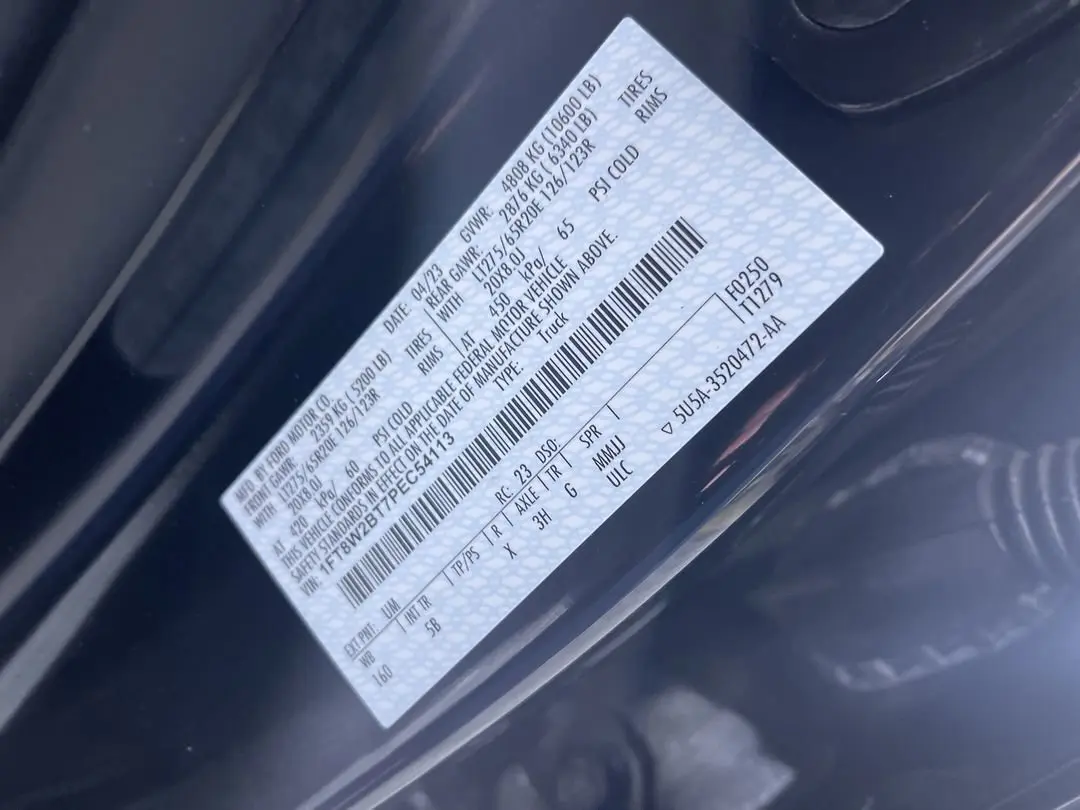 MFD. BY FORD MOTOR CO. DATE: 04/23 GVWR: 4808 KG (10600 LB)
FRONT GAWR: 2359 KG ( 5200 LB) REAR GAWR: 2876 KG ( 6340 LB)
WITH LT275/65R20E 126/123R TIRES WITH LT275/65R20E 126/123R TIRES
20X8.0J RIMS 20X8.0J RIMS
AT 420 kPa/ 60 PSI COLD AT 450 kPa/ 65 PSI COLD
THIS VEHICLE CONFORMS TO ALL APPLICABLE FEDERAL MOTOR VEHICLE
SAFETY STANDARDS IN EFFECT ON THE DATE OF MANUFACTURE SHOWN ABOVE.
VIN: 1FT8W2BT7PEC54113 TYPE: Truck
F0250
T1279
EXT PNT: UM RC: 23 DSO:
WB INT TR TP/PS R AXLE TR SPR
160 5B X 3H G MMJJ
ULC
▽ 5U5A-3520472-AA